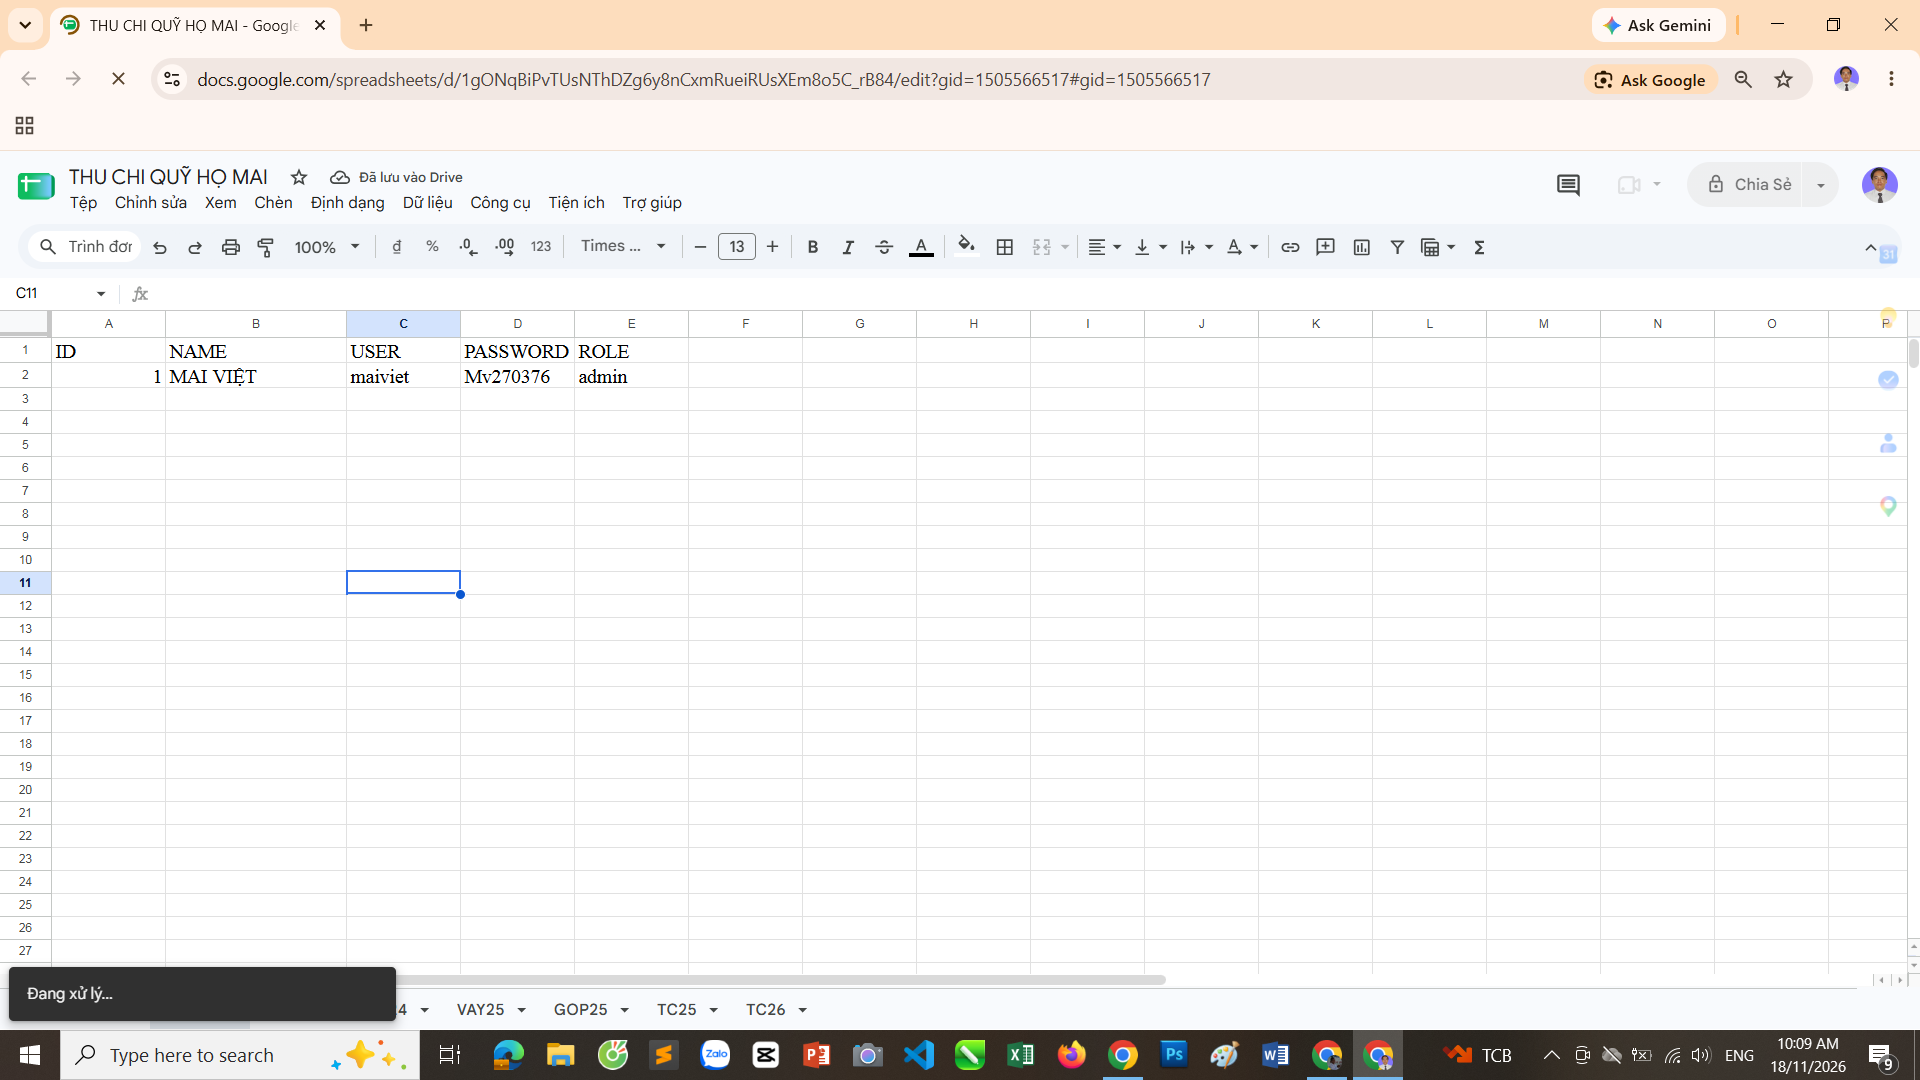 THU CHI QUỸ HỌ MAI - Google
Ask Gemini
docs.google.com/spreadsheets/d/1gONqBiPvTUsNThDZg6y8nCxmRueiRUsXEm8o5C_rB84/edit?gid=1505566517#gid=1505566517
Ask Google
THU CHI QUỸ HỌ MAI
Đã lưu vào Drive
Chia Sẻ
Tệp Chỉnh sửa Xem Chèn Định dạng Dữ liệu Công cụ Tiện ích Trợ giúp
Trình đơn 100% đ % .0 .00 123 Times ... 13 B I S A A Σ
31
C11 fx
A B C D E F G H I J K L M N O P
1 ID NAME USER PASSWORD ROLE
2 1 MAI VIỆT maiviet Mv270376 admin
3
4
5
6
7
8
9
10
11
12
13
14
15
16
17
18
19
20
21
22
23
24
25
26
27
Đang xử lý...
4 VAY25 GOP25 TC25 TC26
Type here to search
Zalo
Ps
TCB
ENG
10:09 AM
18/11/2026
9